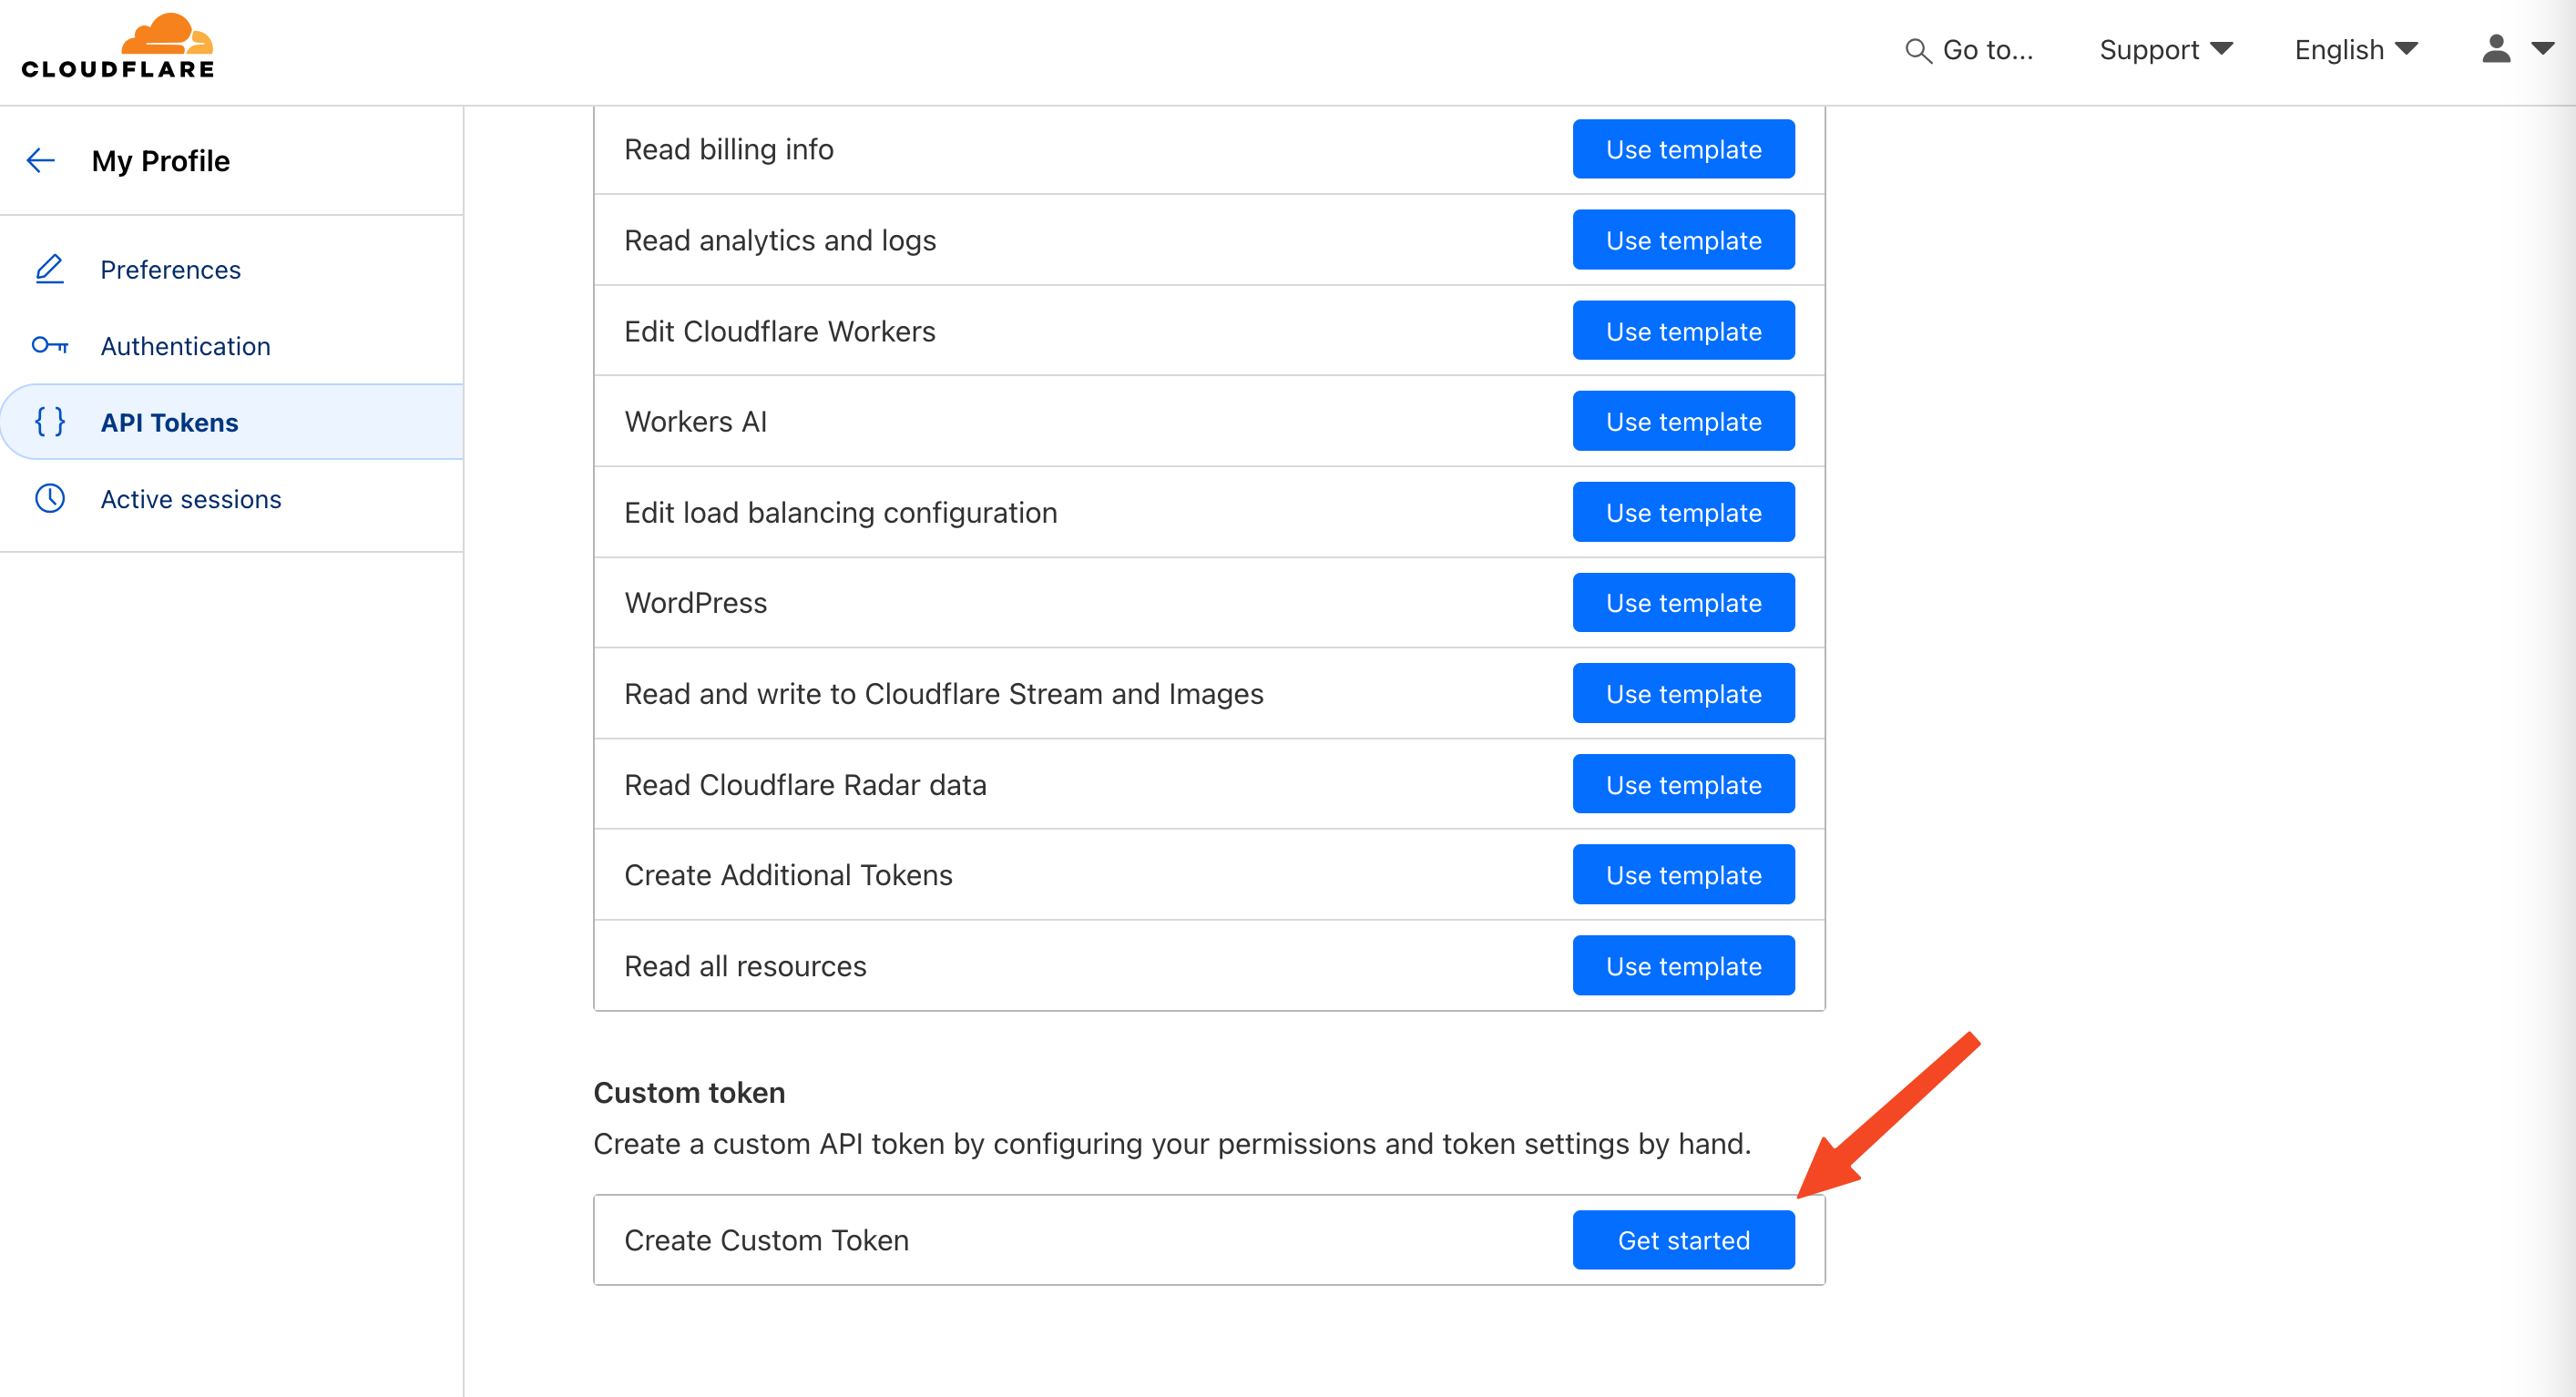 CLOUDFLARE
Go to...
Support
English
My Profile
Preferences
Authentication
API Tokens
Active sessions
Read billing info
Use template
Read analytics and logs
Use template
Edit Cloudflare Workers
Use template
Workers AI
Use template
Edit load balancing configuration
Use template
WordPress
Use template
Read and write to Cloudflare Stream and Images
Use template
Read Cloudflare Radar data
Use template
Create Additional Tokens
Use template
Read all resources
Use template
Custom token
Create a custom API token by configuring your permissions and token settings by hand.
Create Custom Token
Get started